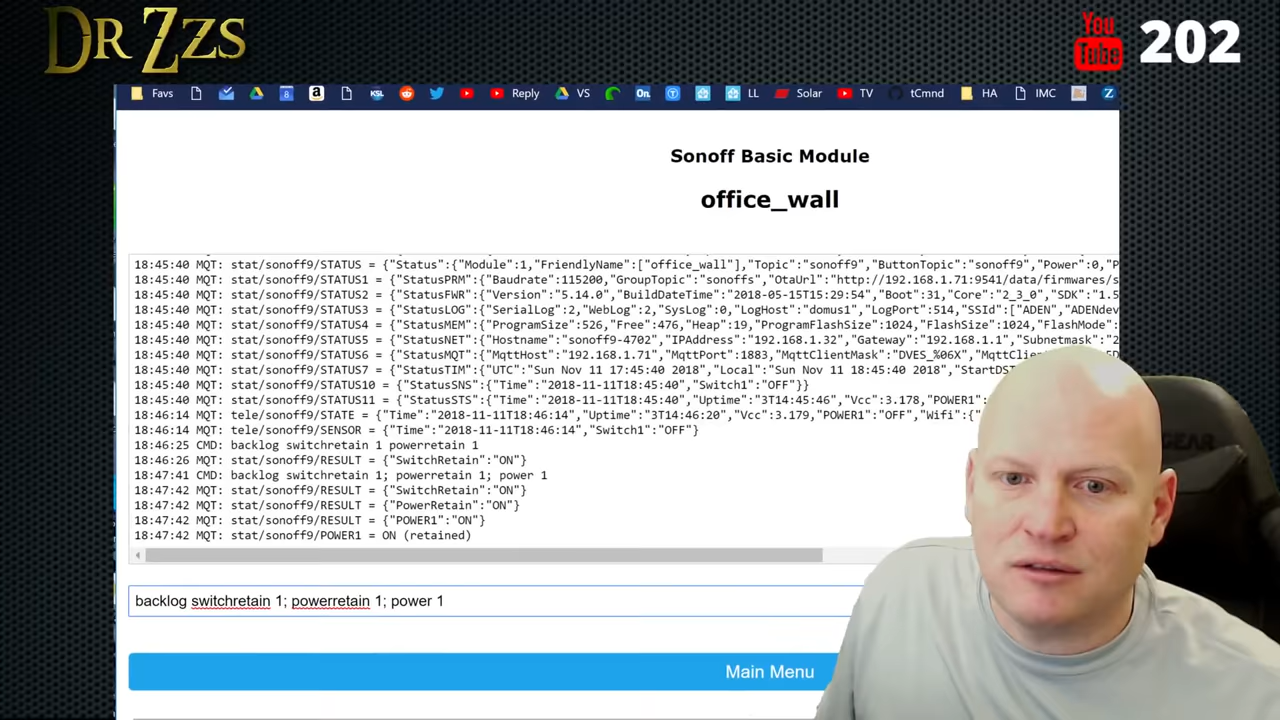 DR ZZS
You
Tube
202
Favs
Reply
VS
On.
LL
Solar
TV
tCmnd
HA
IMC
Z
Sonoff Basic Module
office_wall
18:45:40 MQT: stat/sonoff9/STATUS = {"Status":{"Module":1,"FriendlyName":["office_wall"],"Topic":"sonoff9","ButtonTopic":"sonoff9","Power":0,"P
18:45:40 MQT: stat/sonoff9/STATUS1 = {"StatusPRM":{"Baudrate":115200,"GroupTopic":"sonoffs","OtaUrl":"http://192.168.1.71:9541/data/firmwares/s
18:45:40 MQT: stat/sonoff9/STATUS2 = {"StatusFWR":{"Version":"5.14.0","BuildDateTime":"2018-05-15T15:29:54","Boot":31,"Core":"2_3_0","SDK":"1.5
18:45:40 MQT: stat/sonoff9/STATUS3 = {"StatusLOG":{"SerialLog":2,"WebLog":2,"SysLog":0,"LogHost":"domus1","LogPort":514,"SSId":["ADEN","ADENdev
18:45:40 MQT: stat/sonoff9/STATUS4 = {"StatusMEM":{"ProgramSize":526,"Free":476,"Heap":19,"ProgramFlashSize":1024,"FlashSize":1024,"FlashMode":
18:45:40 MQT: stat/sonoff9/STATUS5 = {"StatusNET":{"Hostname":"sonoff9-4702","IPAddress":"192.168.1.32","Gateway":"192.168.1.1","Subnetmask":"2
18:45:40 MQT: stat/sonoff9/STATUS6 = {"StatusMQT":{"MqttHost":"192.168.1.71","MqttPort":1883,"MqttClientMask":"DVES_%06X","MqttClien
18:45:40 MQT: stat/sonoff9/STATUS7 = {"StatusTIM":{"UTC":"Sun Nov 11 17:45:40 2018","Local":"Sun Nov 11 18:45:40 2018","StartDST
18:45:40 MQT: stat/sonoff9/STATUS10 = {"StatusSNS":{"Time":"2018-11-11T18:45:40","Switch1":"OFF"}}
18:45:40 MQT: stat/sonoff9/STATUS11 = {"StatusSTS":{"Time":"2018-11-11T18:45:40","Uptime":"3T14:45:46","Vcc":3.178,"POWER1":
18:46:14 MQT: tele/sonoff9/STATE = {"Time":"2018-11-11T18:46:14","Uptime":"3T14:46:20","Vcc":3.179,"POWER1":"OFF","Wifi":{"
18:46:14 MQT: tele/sonoff9/SENSOR = {"Time":"2018-11-11T18:46:14","Switch1":"OFF"}
18:46:25 CMD: backlog switchretain 1 powerretain 1
18:46:26 MQT: stat/sonoff9/RESULT = {"SwitchRetain":"ON"}
18:47:41 CMD: backlog switchretain 1; powerretain 1; power 1
18:47:42 MQT: stat/sonoff9/RESULT = {"SwitchRetain":"ON"}
18:47:42 MQT: stat/sonoff9/RESULT = {"PowerRetain":"ON"}
18:47:42 MQT: stat/sonoff9/RESULT = {"POWER1":"ON"}
18:47:42 MQT: stat/sonoff9/POWER1 = ON (retained)
backlog switchretain 1; powerretain 1; power 1
Main Menu